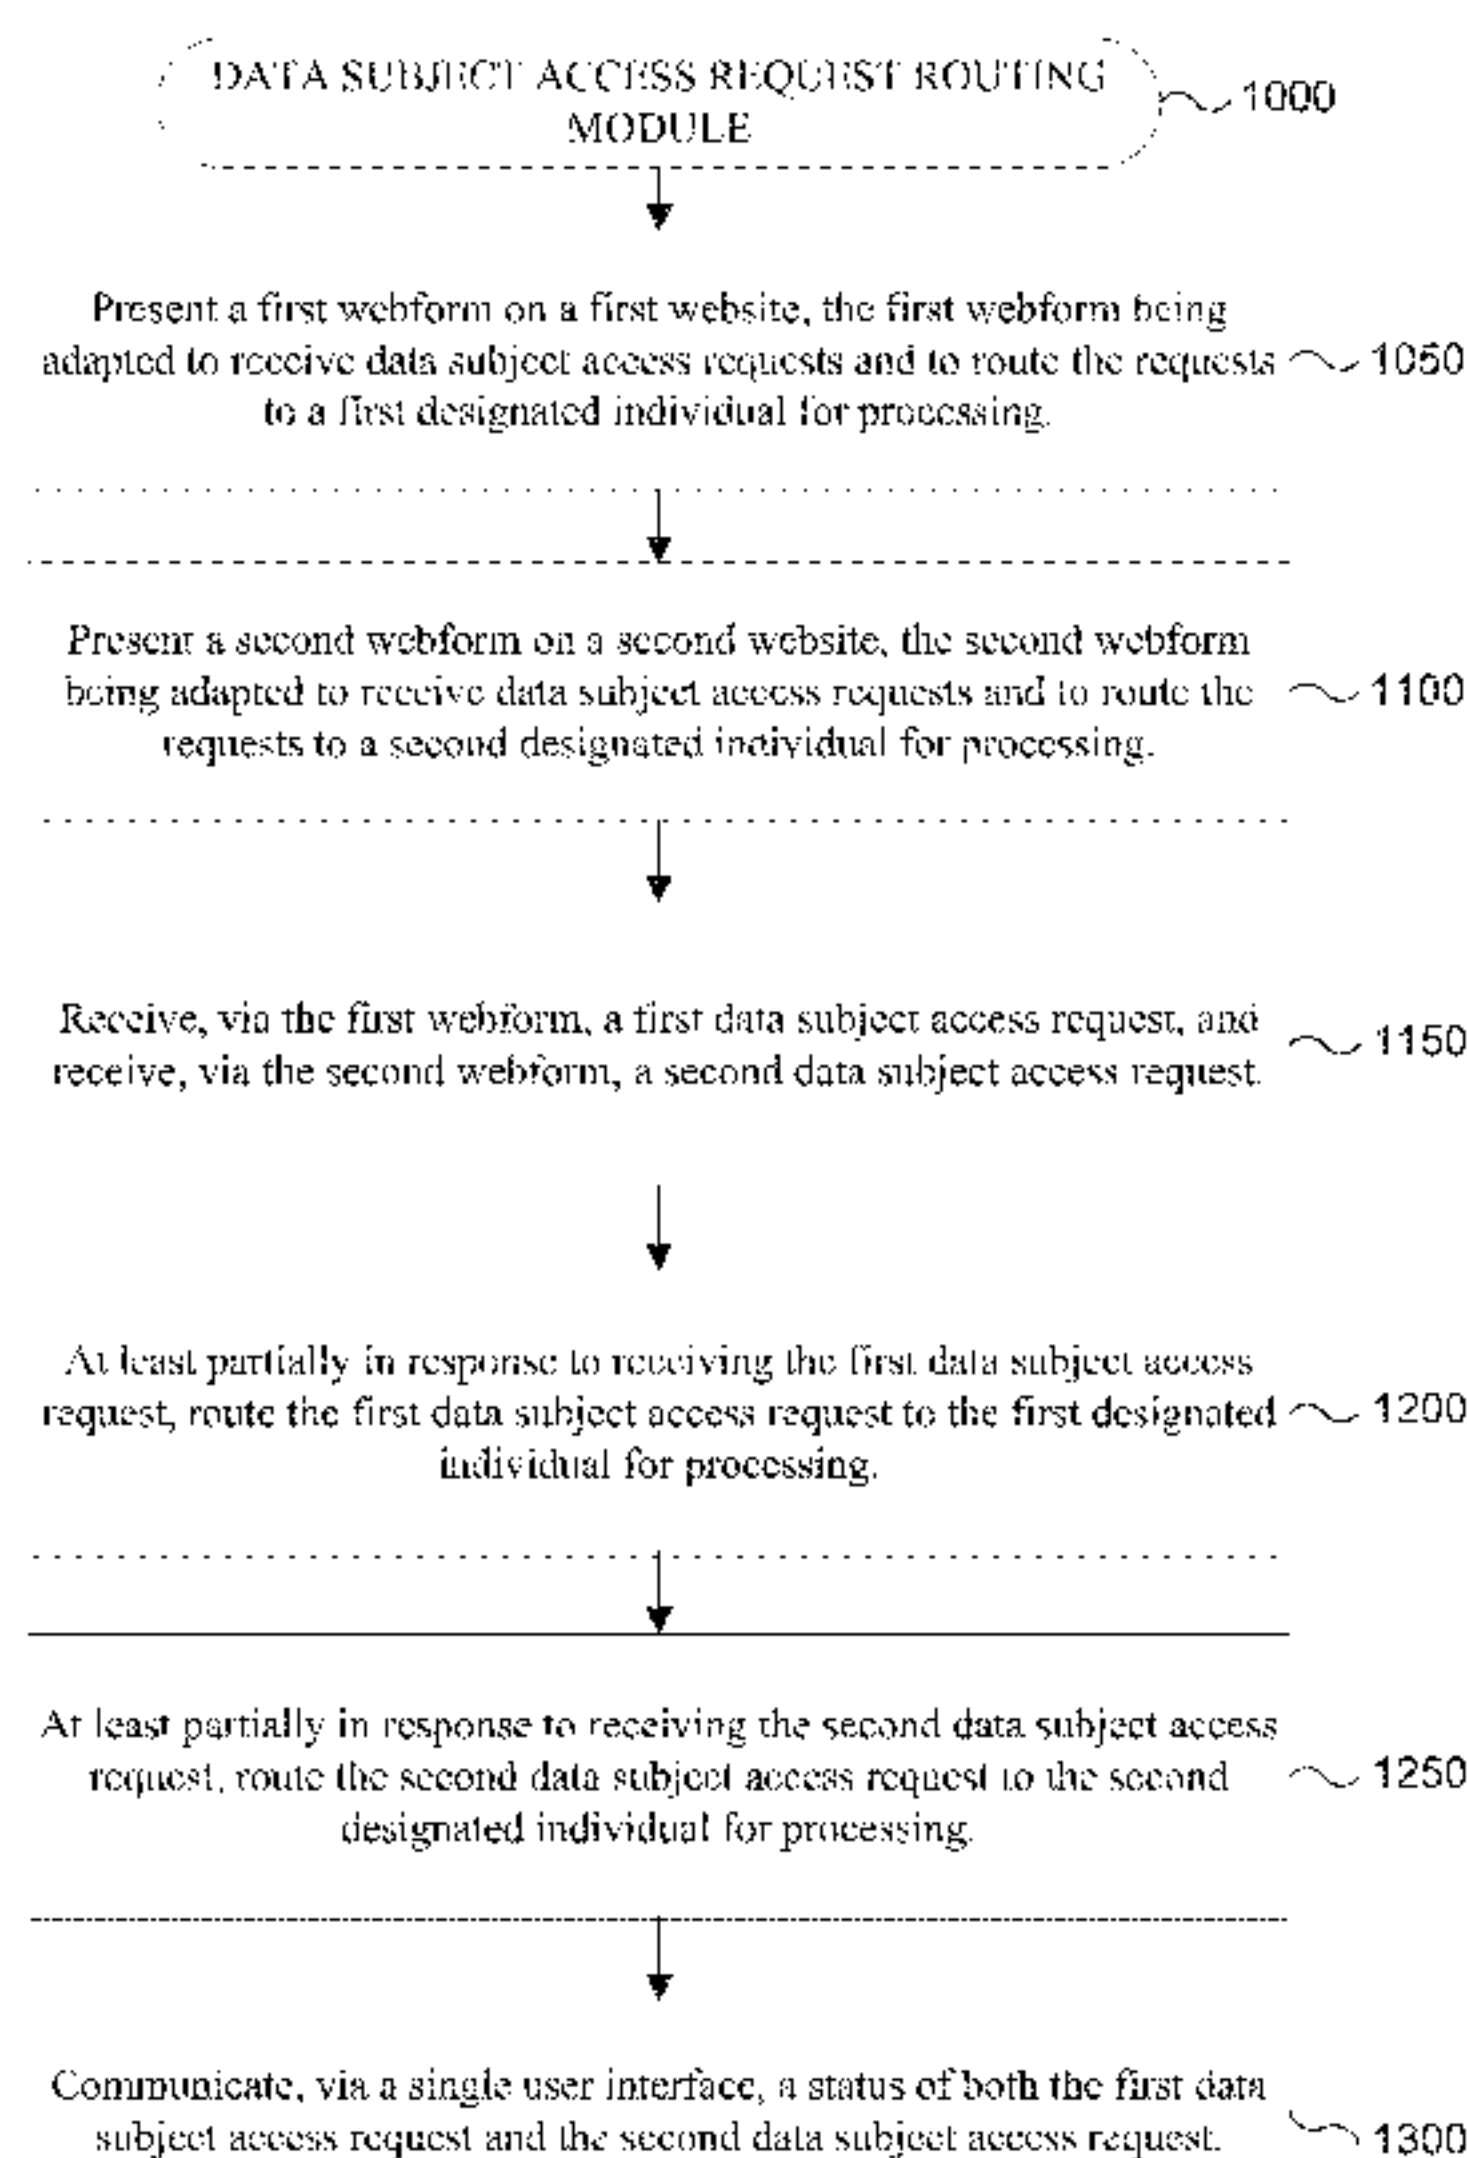 DATA SUBJECT ACCESS REQUEST ROUTING
MODULE
1000
Present a first webform on a first website, the first webform being
adapted to receive data subject access requests and to route the requests
to a first designated individual for processing.
1050
Present a second webform on a second website, the second webform
being adapted to receive data subject access requests and to route the
requests to a second designated individual for processing.
1100
Receive, via the first webform, a first data subject access request, and
receive, via the second webform, a second data subject access request.
1150
At least partially in response to receiving the first data subject access
request, route the first data subject access request to the first designated
individual for processing.
1200
At least partially in response to receiving the second data subject access
request, route the second data subject access request to the second
designated individual for processing.
1250
Communicate, via a single user interface, a status of both the first data
subject access request and the second data subject access request.
1300